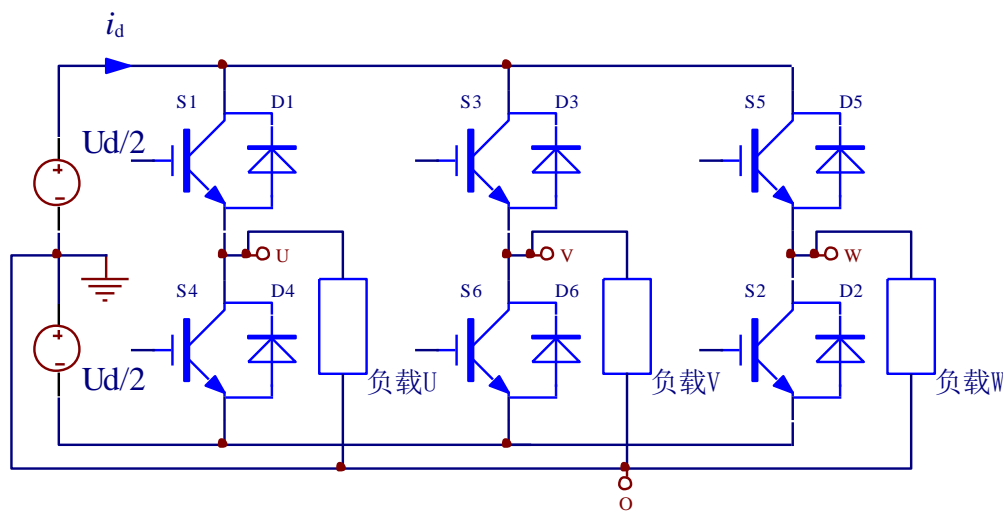 id
S1
D1
S3
D3
S5
D5
Ud/2
+
-
U
V
W
S4
D4
S6
D6
S2
D2
+
-
Ud/2
负载U
负载V
负载W
O